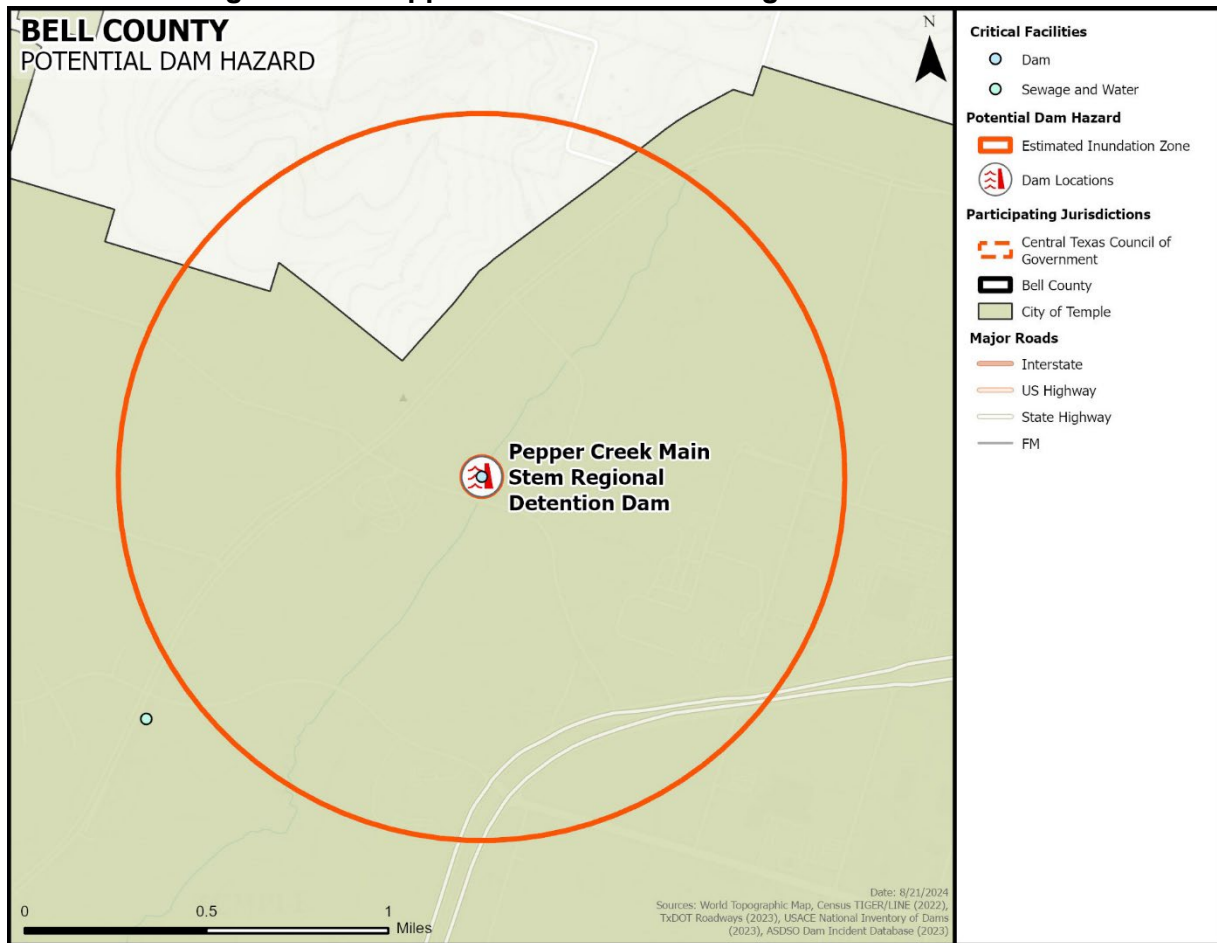 BELL COUNTY
POTENTIAL DAM HAZARD
N
Pepper Creek Main
Stem Regional
Detention Dam
0 0.5 1
Miles
Date: 8/21/2024
Sources: World Topographic Map, Census TIGER/LINE (2022),
TxDOT Roadways (2023), USACE National Inventory of Dams
(2023), ASDSO Dam Incident Database (2023)
Critical Facilities
Dam
Sewage and Water
Potential Dam Hazard
Estimated Inundation Zone
Dam Locations
Participating Jurisdictions
Central Texas Council of
Government
Bell County
City of Temple
Major Roads
Interstate
US Highway
State Highway
FM